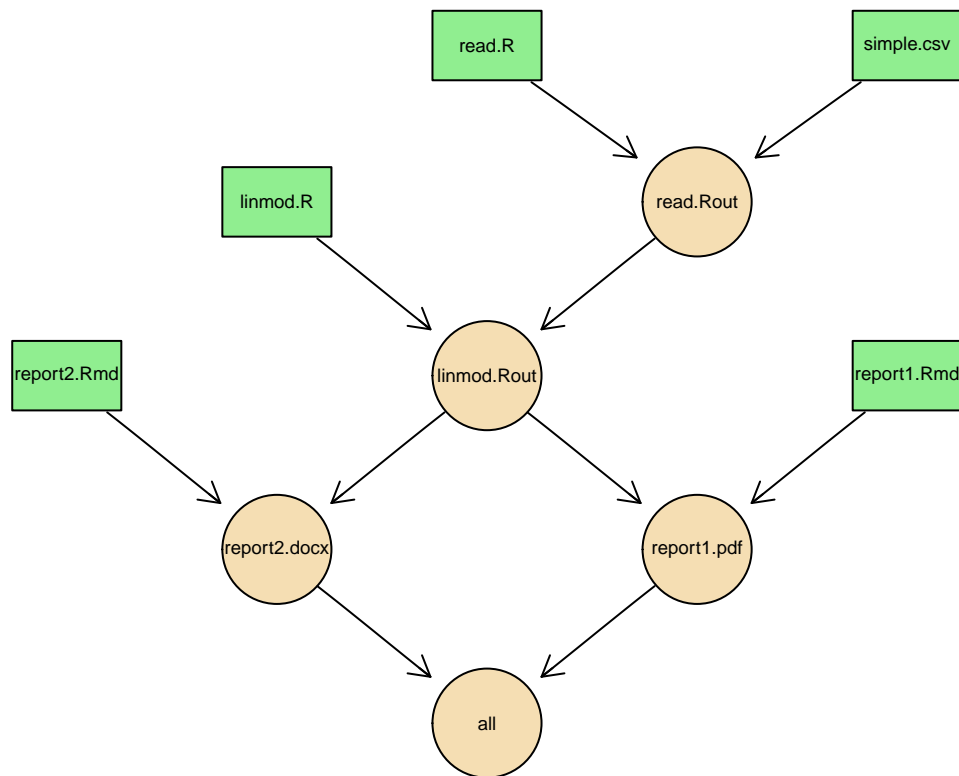 read.R
simple.csv
linmod.R
read.Rout
report2.Rmd
linmod.Rout
report1.Rmd
report2.docx
report1.pdf
all